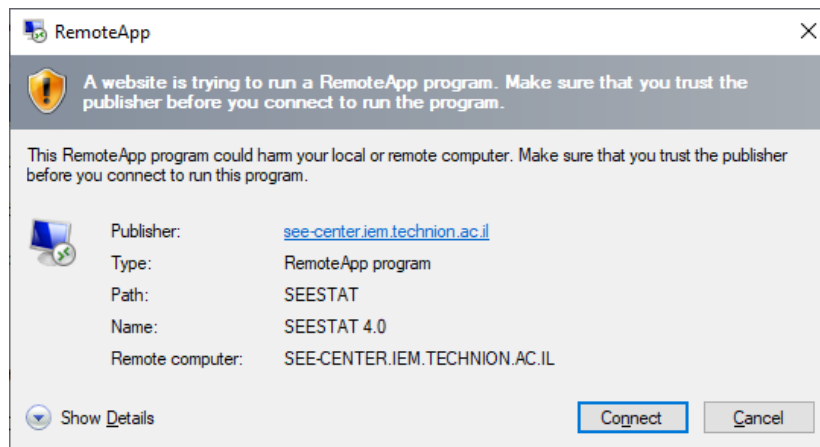 RemoteApp
A website is trying to run a RemoteApp program. Make sure that you trust the
publisher before you connect to run the program.
This RemoteApp program could harm your local or remote computer. Make sure that you trust the publisher
before you connect to run this program.
Publisher: see-center.iem.technion.ac.il
Type: RemoteApp program
Path: SEESTAT
Name: SEESTAT 4.0
Remote computer: SEE-CENTER.IEM.TECHNION.AC.IL
Show Details Connect Cancel